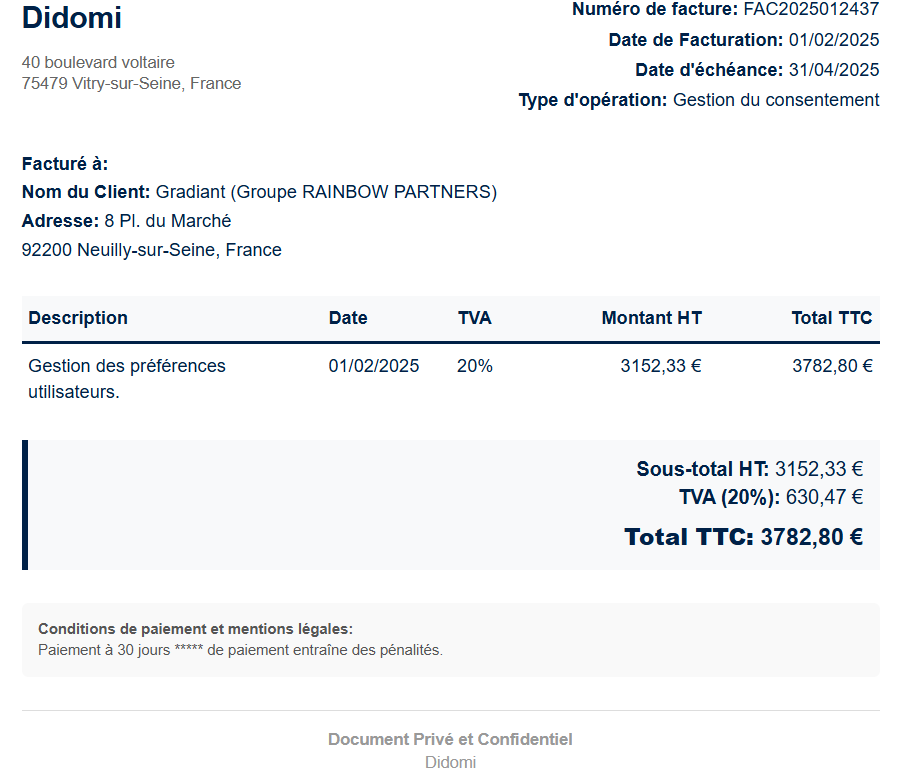 Didomi
40 boulevard voltaire
75479 Vitry-sur-Seine, France
Numéro de facture: FAC2025012437
Date de Facturation: 01/02/2025
Date d'échéance: 31/04/2025
Type d'opération: Gestion du consentement
Facturé à:
Nom du Client: Gradiant (Groupe RAINBOW PARTNERS)
Adresse: 8 Pl. du Marché
92200 Neuilly-sur-Seine, France
Description Date TVA Montant HT Total TTC
Gestion des préférences 01/02/2025 20% 3152,33 € 3782,80 €
utilisateurs.
Sous-total HT: 3152,33 €
TVA (20%): 630,47 €
Total TTC: 3782,80 €
Conditions de paiement et mentions légales:
Paiement à 30 jours ***** de paiement entraîne des pénalités.
Document Privé et Confidentiel
Didomi